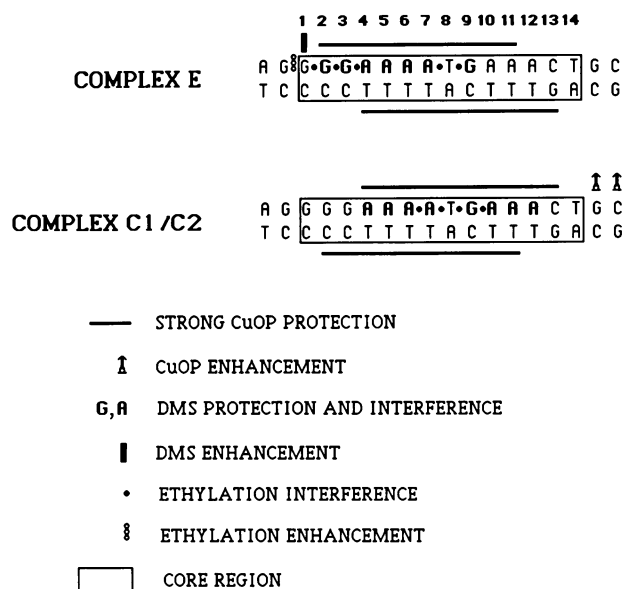 1 2 3 4 5 6 7 8 9 10 11 12 13 14
COMPLEX E
A G G•G•G•A A A A•T•G A A A C T G C
T C C C C T T T T A C T T T G A C G
COMPLEX C1/C2
A G G G G A A A•A•T•G•A A A C T G C
T C C C C T T T T A C T T T G A C G
STRONG CuOP PROTECTION
CuOP ENHANCEMENT
G,A DMS PROTECTION AND INTERFERENCE
DMS ENHANCEMENT
ETHYLATION INTERFERENCE
ETHYLATION ENHANCEMENT
CORE REGION